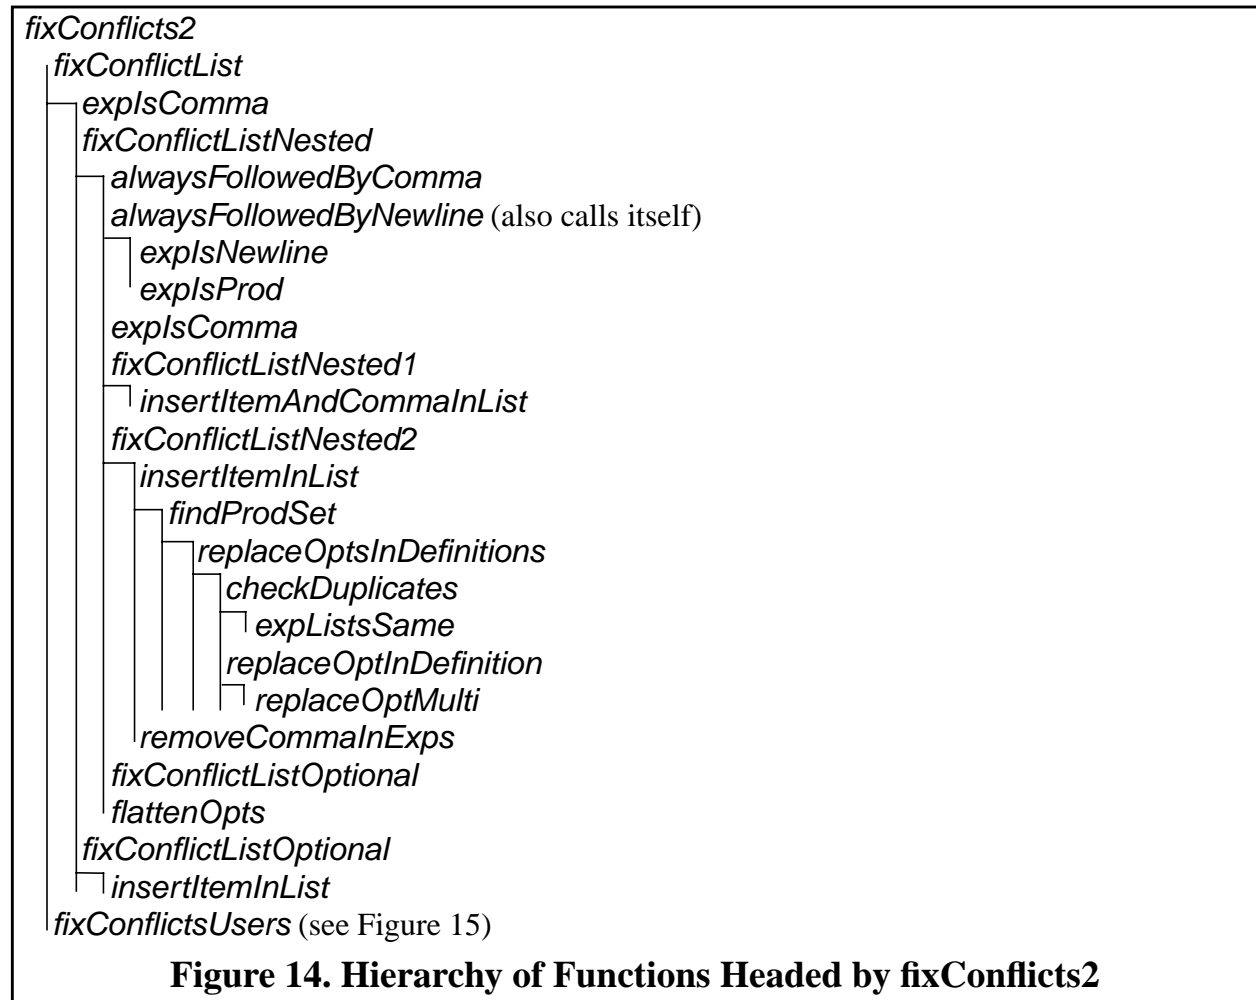 fixConflicts2
fixConflictList
expIsComma
fixConflictListNested
alwaysFollowedByComma
alwaysFollowedByNewline (also calls itself)
expIsNewline
expIsProd
expIsComma
fixConflictListNested1
insertItemAndCommaInList
fixConflictListNested2
insertItemInList
findProdSet
replaceOptsInDefinitions
checkDuplicates
expListsSame
replaceOptInDefinition
replaceOptMulti
removeCommaInExps
fixConflictListOptional
flattenOpts
fixConflictListOptional
insertItemInList
fixConflictsUsers (see Figure 15)
Figure 14. Hierarchy of Functions Headed by fixConflicts2